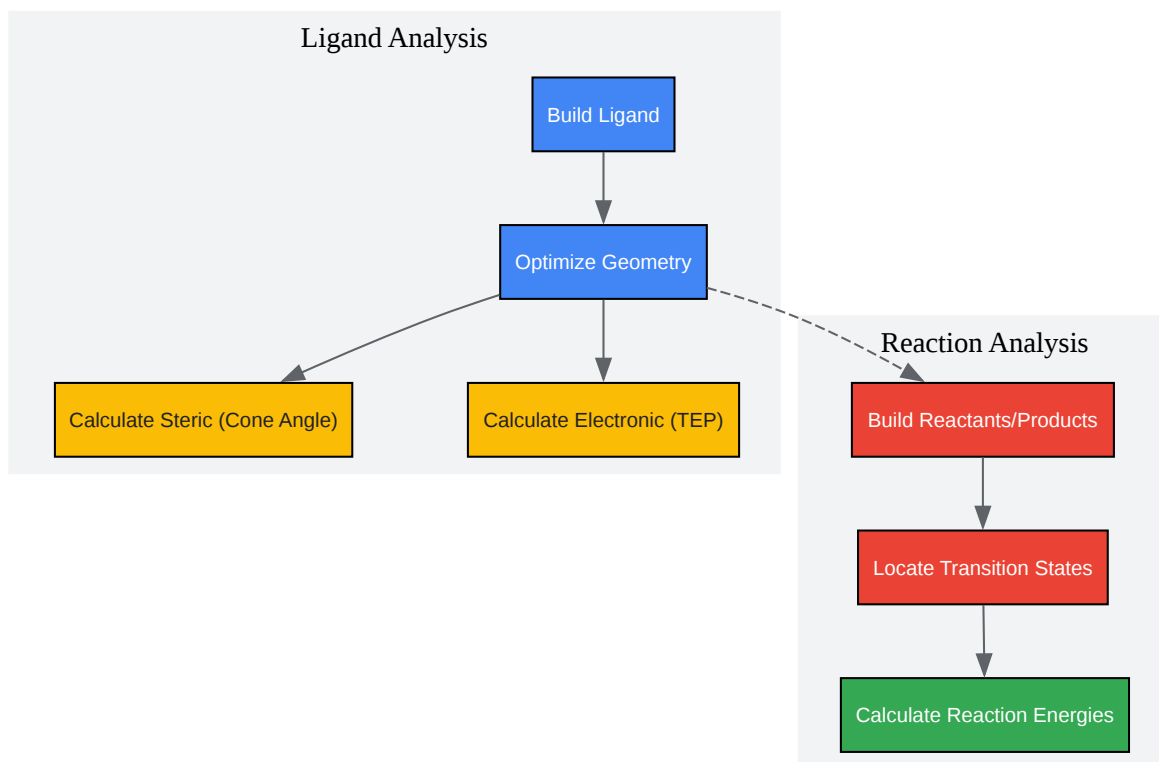 Ligand Analysis
Build Ligand
Optimize Geometry
Calculate Steric (Cone Angle)
Calculate Electronic (TEP)
Reaction Analysis
Build Reactants/Products
Locate Transition States
Calculate Reaction Energies